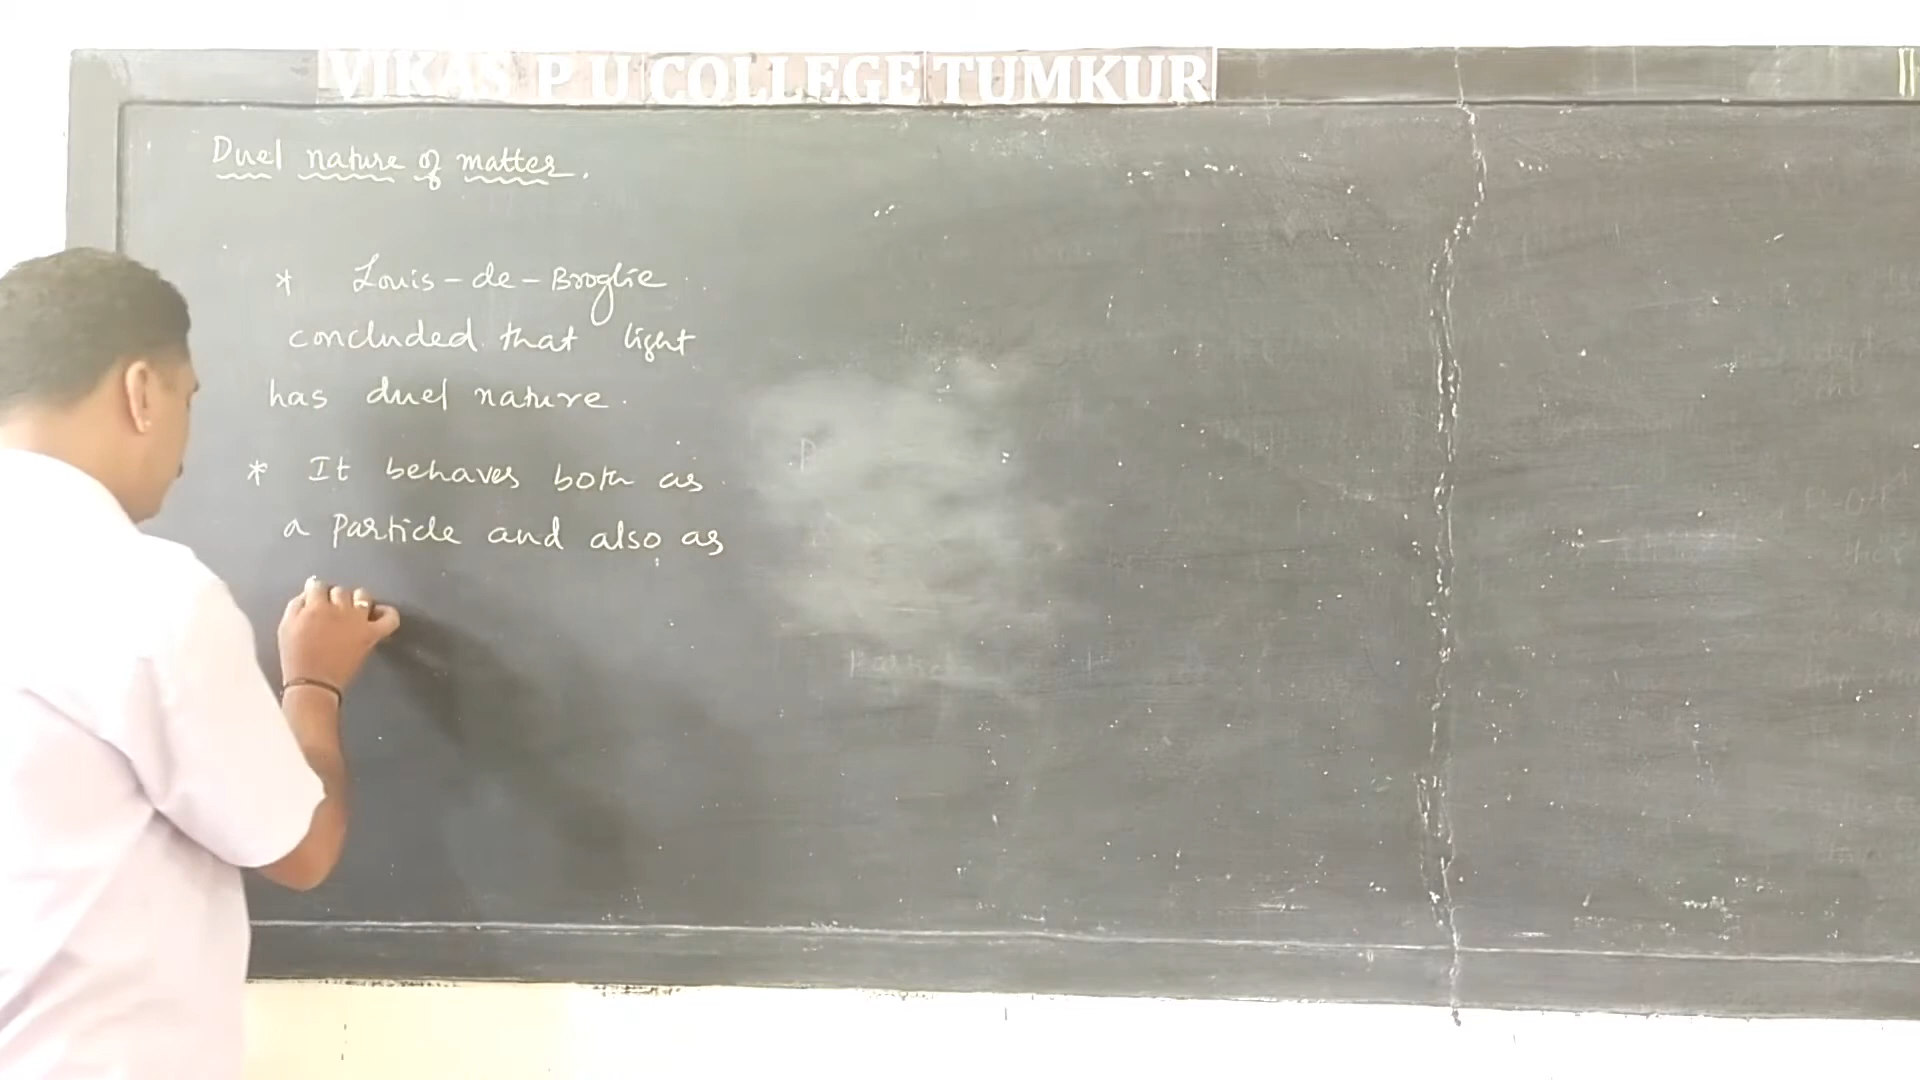 VIKAS P U COLLEGE TUMKUR
Duel nature of matter.
* Louis-de-Broglie
concluded that light
has duel nature.
* It behaves both as
a Particle and also as